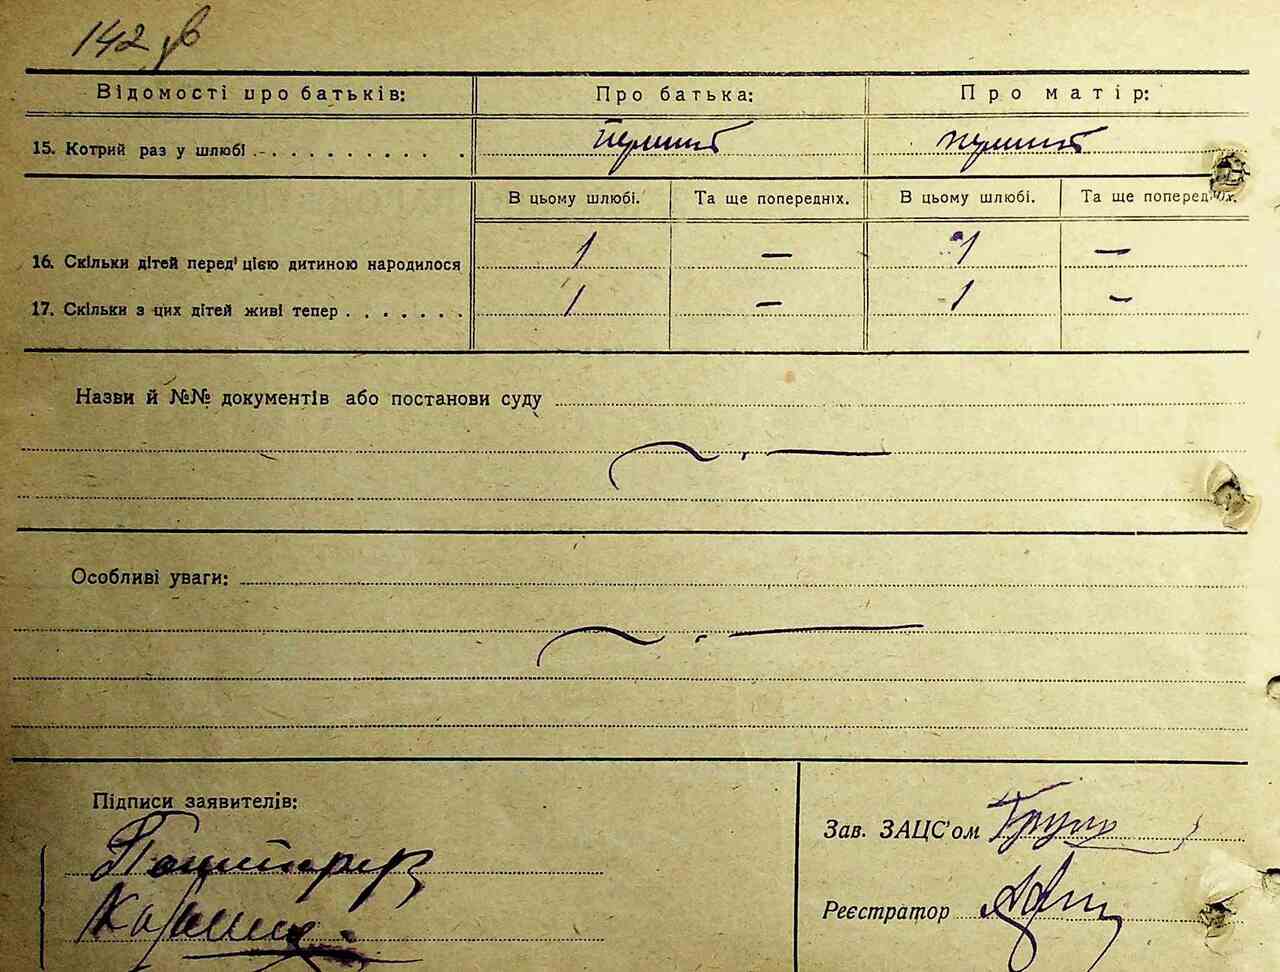 142 зв
Відомості про батьків: Про батька: Про матір:
15. Котрий раз у шлюбі . . . . . . . . . . . перший перший
В цьому шлюбі. Та ще попередніх. В цьому шлюбі. Та ще попередніх.
16. Скільки дітей перед цією дитиною народилося 1 — 1 —
17. Скільки з цих дітей живі тепер . . . . . . . 1 — 1 —
Назви й №№ документів або постанови суду
Особливі уваги:
Підписи заявителів:
Зав. ЗАЦС'ом
Реєстратор